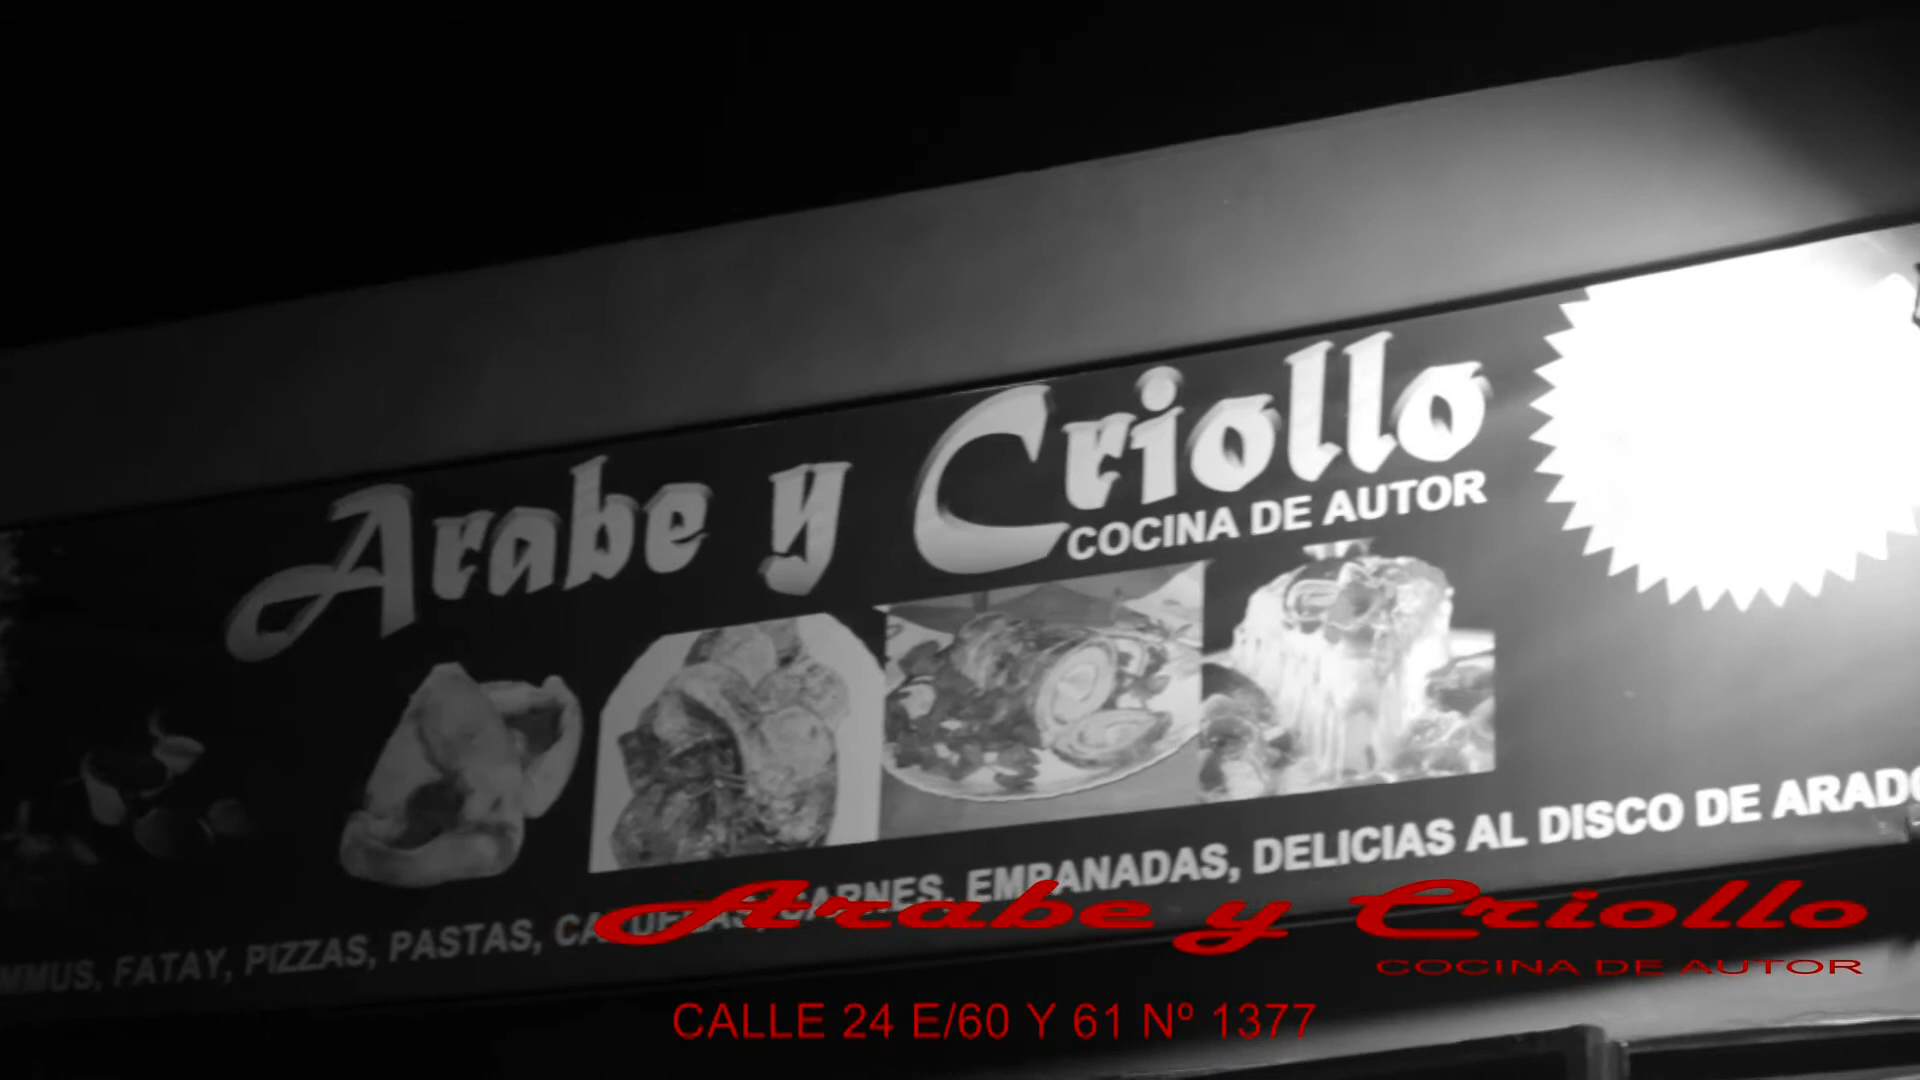 Arabe y Criollo
COCINA DE AUTOR
FATAY, PIZZAS, PASTAS, CARNES, EMPANADAS, DELICIAS AL DISCO DE ARADO
Arabe y Criollo
COCINA DE AUTOR
CALLE 24 E/60 Y 61 Nº 1377